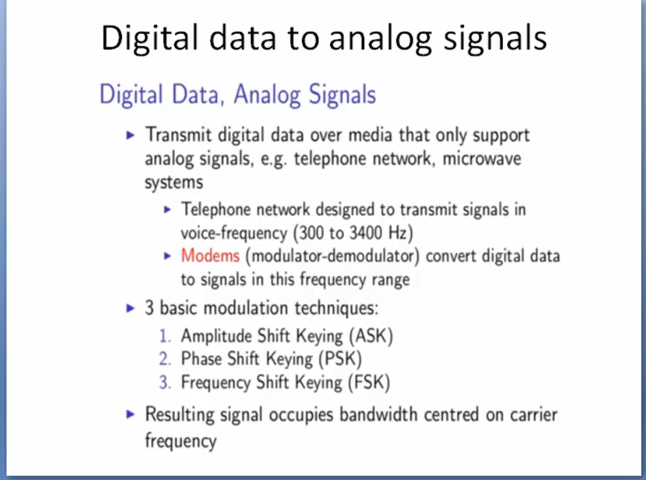 Digital data to analog signals
Digital Data, Analog Signals
▶ Transmit digital data over media that only support
analog signals, e.g. telephone network, microwave
systems
▶ Telephone network designed to transmit signals in
voice-frequency (300 to 3400 Hz)
▶ Modems (modulator-demodulator) convert digital data
to signals in this frequency range
▶ 3 basic modulation techniques:
1. Amplitude Shift Keying (ASK)
2. Phase Shift Keying (PSK)
3. Frequency Shift Keying (FSK)
▶ Resulting signal occupies bandwidth centred on carrier
frequency